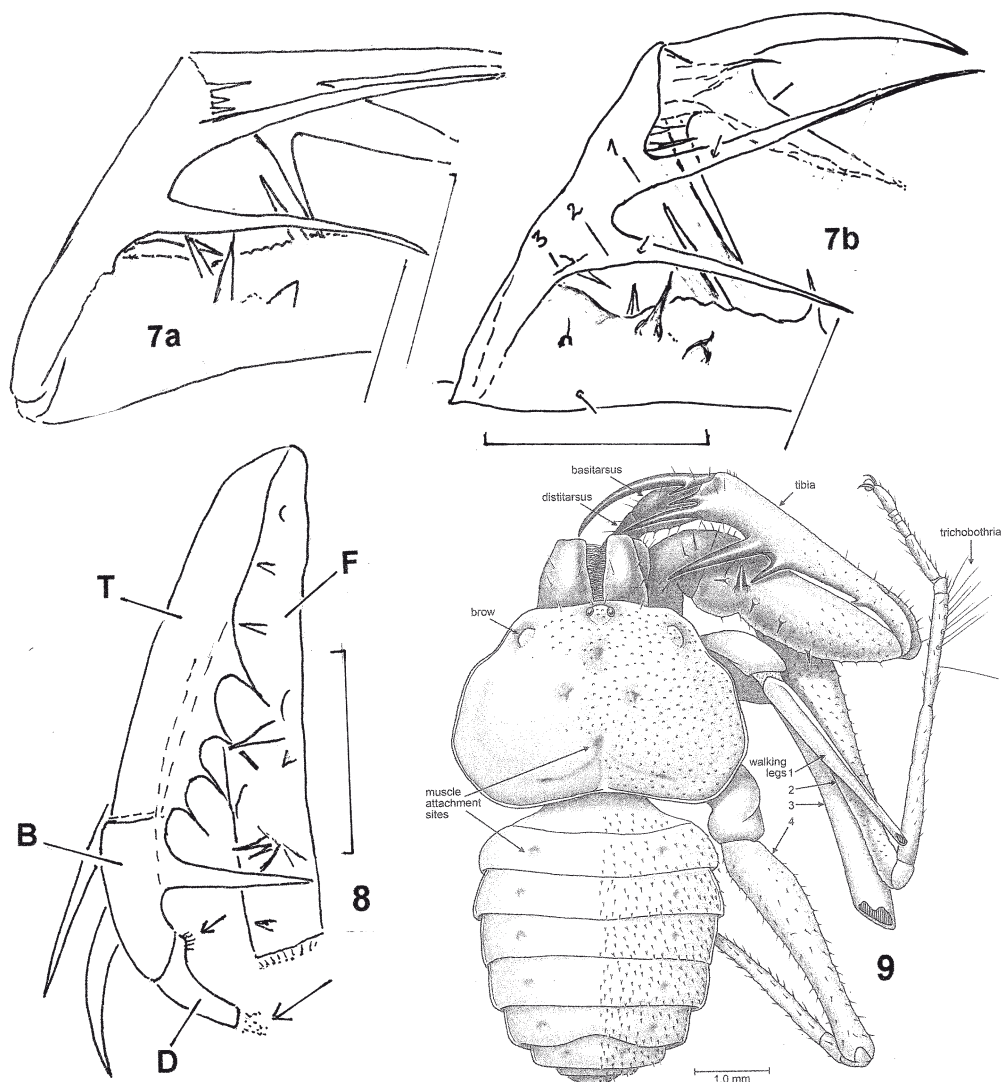 7a
1
2
3
7b
T
F
B
8
D
basitarsus
distitarsus
tibia
trichobothria
brow
walking
legs 1
2
3
4
muscle
attachment
sites
9
1.0 mm